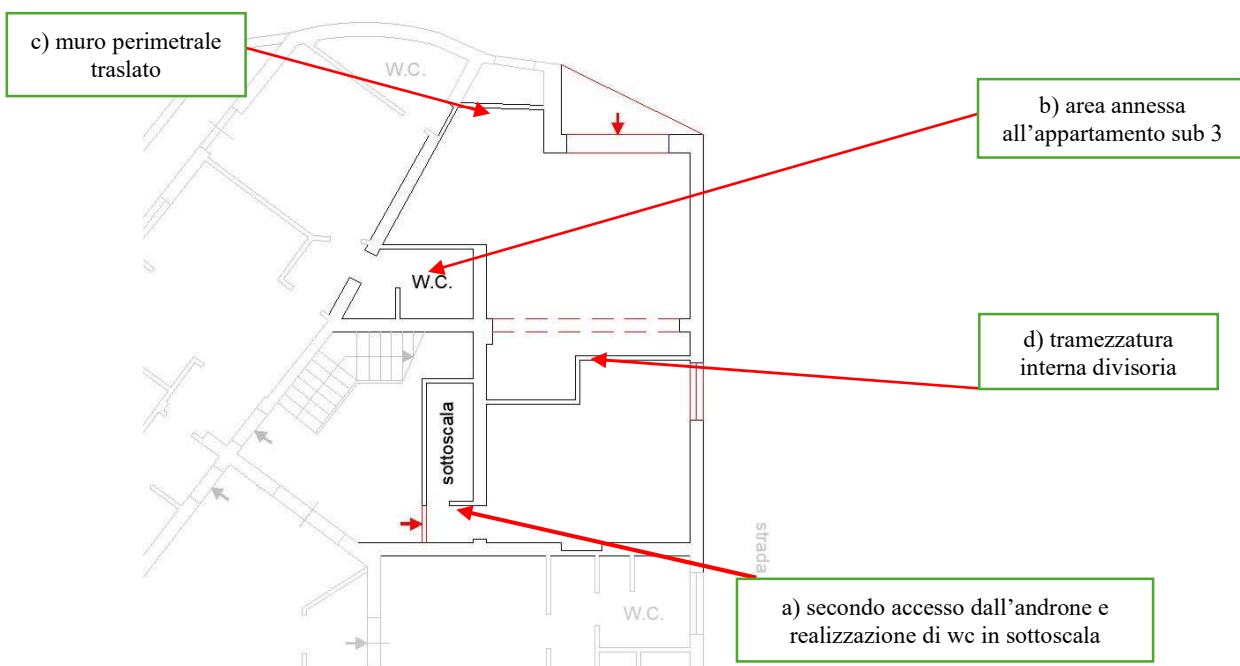 c) muro perimetrale
traslato
W.C.
b) area annessa
all’appartamento sub 3
W.C.
d) tramezzatura
interna divisoria
sottoscala
strada
a) secondo accesso dall’androne e
realizzazione di wc in sottoscala
W.C.